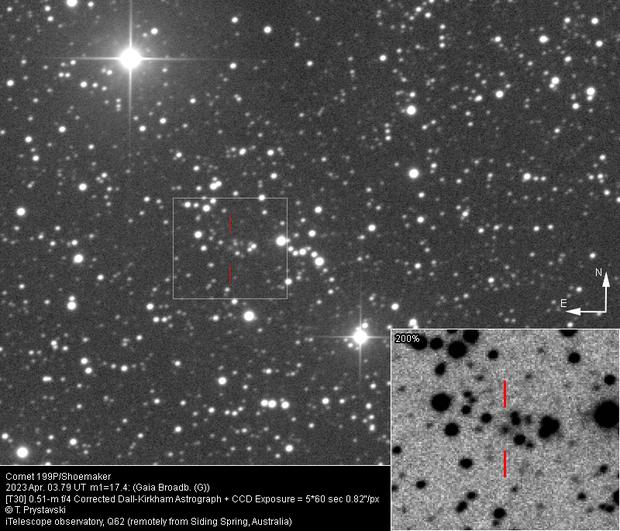 N
E
200%
Comet 199P/Shoemaker
2023 Apr. 03.79 UT m1=17.4: (Gaia Broadb. (G))
[T30] 0.51-m f/4 Corrected Dall-Kirkham Astrograph + CCD Exposure = 5*60 sec 0.82"/px
© T. Prystavski
iTelescope observatory, Q62 (remotely from Siding Spring, Australia)